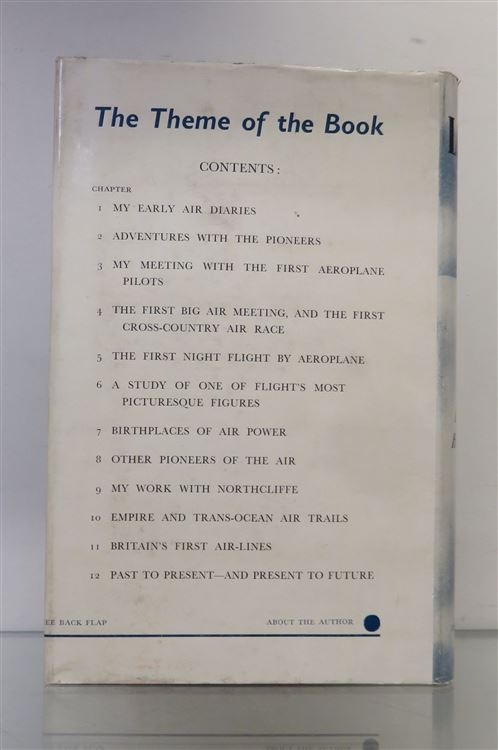 The Theme of the Book
CONTENTS:
CHAPTER
1 MY EARLY AIR DIARIES
2 ADVENTURES WITH THE PIONEERS
3 MY MEETING WITH THE FIRST AEROPLANE
PILOTS
4 THE FIRST BIG AIR MEETING, AND THE FIRST
CROSS-COUNTRY AIR RACE
5 THE FIRST NIGHT FLIGHT BY AEROPLANE
6 A STUDY OF ONE OF FLIGHT'S MOST
PICTURESQUE FIGURES
7 BIRTHPLACES OF AIR POWER
8 OTHER PIONEERS OF THE AIR
9 MY WORK WITH NORTHCLIFFE
10 EMPIRE AND TRANS-OCEAN AIR TRAILS
11 BRITAIN'S FIRST AIR-LINES
12 PAST TO PRESENT—AND PRESENT TO FUTURE
EE BACK FLAP ABOUT THE AUTHOR